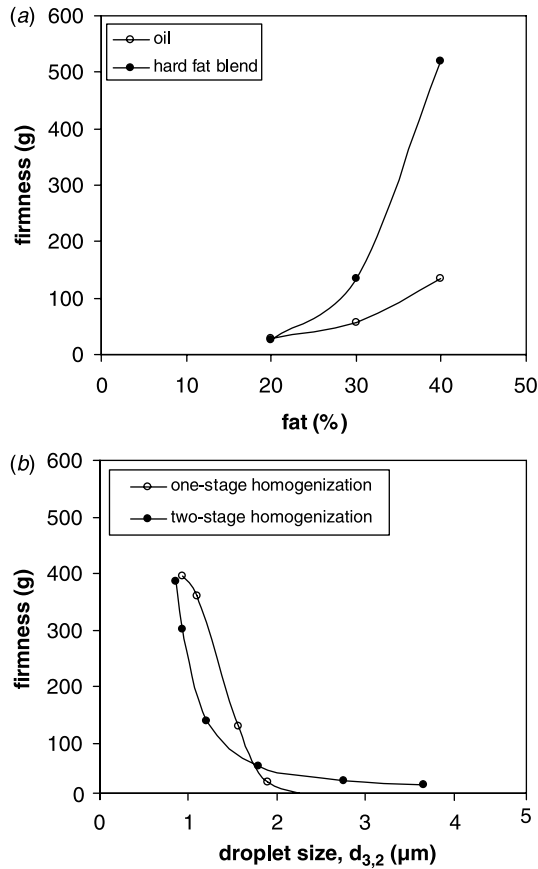 (a)
600
500
400
300
200
100
0
firmness (g)
oil
hard fat blend
0 10 20 30 40 50
fat (%)
(b)
600
500
400
300
200
100
0
firmness (g)
one-stage homogenization
two-stage homogenization
0 1 2 3 4 5
droplet size, d3,2 (μm)